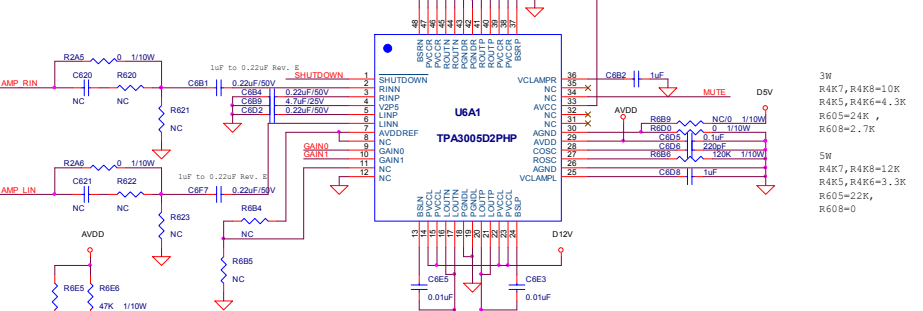 48 47 46 45 44 43 42 41 40 39 38 37
BSRN PVCCR PVCCR ROUTN ROUTN PGNDR PGNDR ROUTP ROUTP PVCCR PVCCR BSRP
R2A5 0 1/10W
C620 R620
AMP_RIN
NC NC
1uF to 0.22uF Rev. E
C6B1 0.22uF/50V
C6B4 0.22uF/50V
C6B9 4.7uF/25V
C6D2 0.22uF/50V
R621
NC
SHUTDOWN 1 SHUTDOWN
2 RINN
3 RINP
4 V2P5
5 LINP
6 LINN
7 AVDDREF
8 NC
GAIN0 9 GAIN0
GAIN1 10 GAIN1
11 NC
12 NC
U6A1
TPA3005D2PHP
VCLAMPR 36
NC 35
NC 34 MUTE
AVCC 33
NC 32
NC 31
AGND 30
AVDD 29
COSC 28
ROSC 27
AGND 26
VCLAMPL 25
C6B2 1uF
AVDD
D5V
R6B9 NC/0 1/10W
R6D0 0 1/10W
C6D5 0.1uF
C6D6 220pF
R6B6 120K 1/10W
C6D8 1uF
R2A6 0 1/10W
C621 R622
AMP_LIN
NC NC
1uF to 0.22uF Rev. E
C6F7 0.22uF/50V
R623
NC
R6B4
NC
R6B5
NC
AVDD
R6E5 R6E6
47K 1/10W
BSLN PVCCL PVCCL LOUTN LOUTN PGNDL PGNDL LOUTP LOUTP PVCCL PVCCL BSLP
13 14 15 16 17 18 19 20 21 22 23 24
D12V
C6E5
0.01uF
C6E3
0.01uF
3W
R4K7,R4K8=10K
R4K5,R4K6=4.3K
R605=24K ,
R608=2.7K
5W
R4K7,R4K8=12K
R4K5,R4K6=3.3K
R605=22K,
R608=0